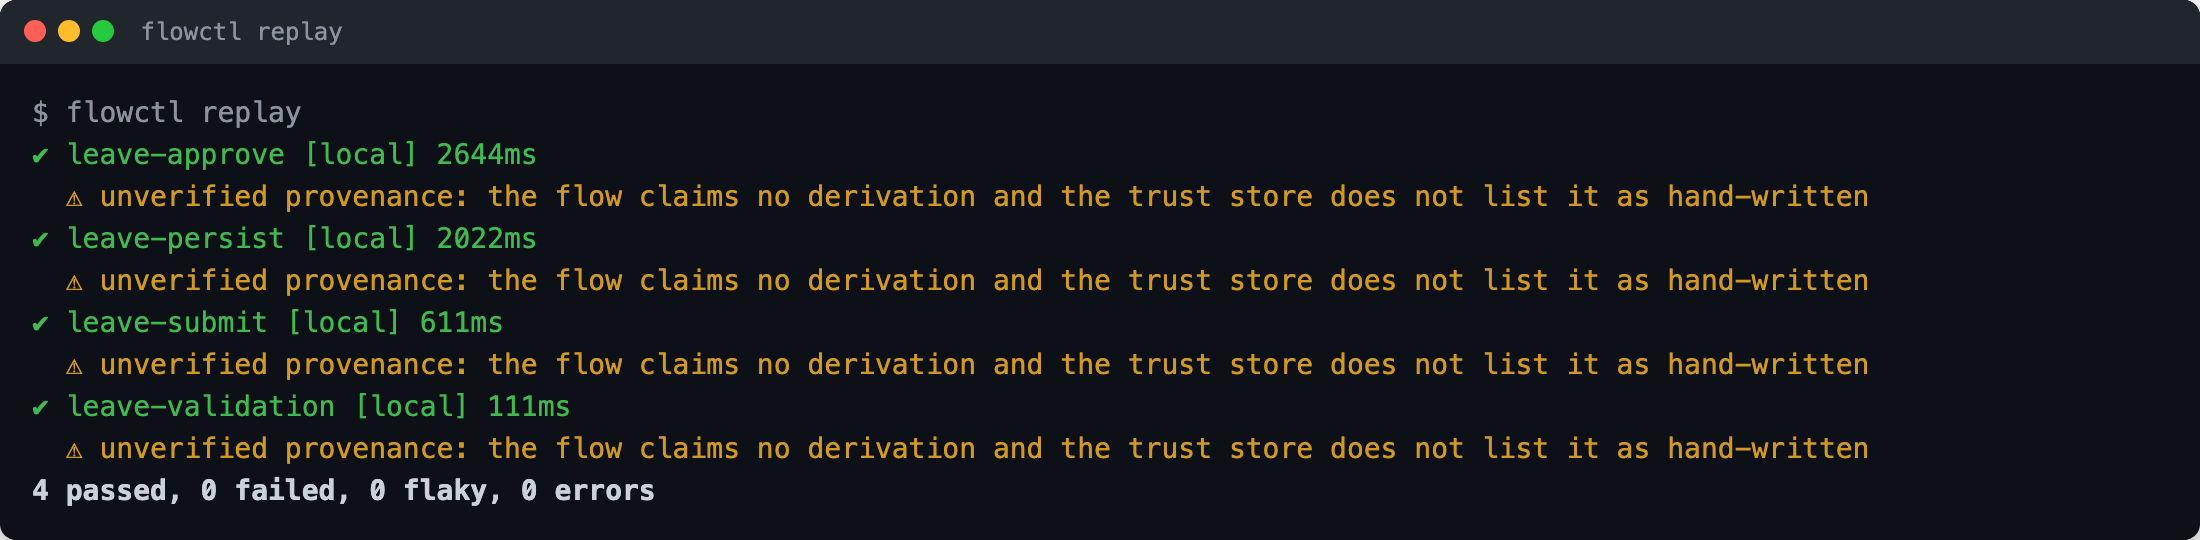 flowctl replay
$ flowctl replay
✔ leave-approve [local] 2644ms
⚠ unverified provenance: the flow claims no derivation and the trust store does not list it as hand-written
✔ leave-persist [local] 2022ms
⚠ unverified provenance: the flow claims no derivation and the trust store does not list it as hand-written
✔ leave-submit [local] 611ms
⚠ unverified provenance: the flow claims no derivation and the trust store does not list it as hand-written
✔ leave-validation [local] 111ms
⚠ unverified provenance: the flow claims no derivation and the trust store does not list it as hand-written
4 passed, 0 failed, 0 flaky, 0 errors